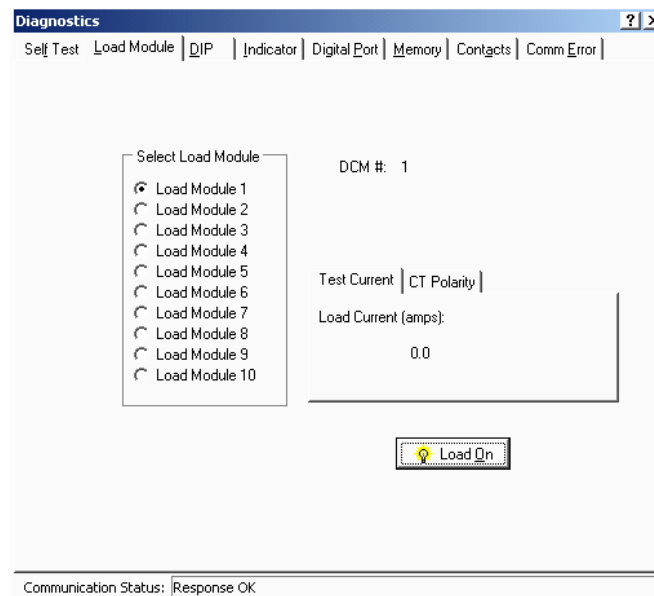 Diagnostics
Self Test Load Module DIP Indicator Digital Port Memory Contacts Comm Error
Select Load Module
Load Module 1
Load Module 2
Load Module 3
Load Module 4
Load Module 5
Load Module 6
Load Module 7
Load Module 8
Load Module 9
Load Module 10
DCM #: 1
Test Current CT Polarity
Load Current (amps):
0.0
Load On
Communication Status: Response OK